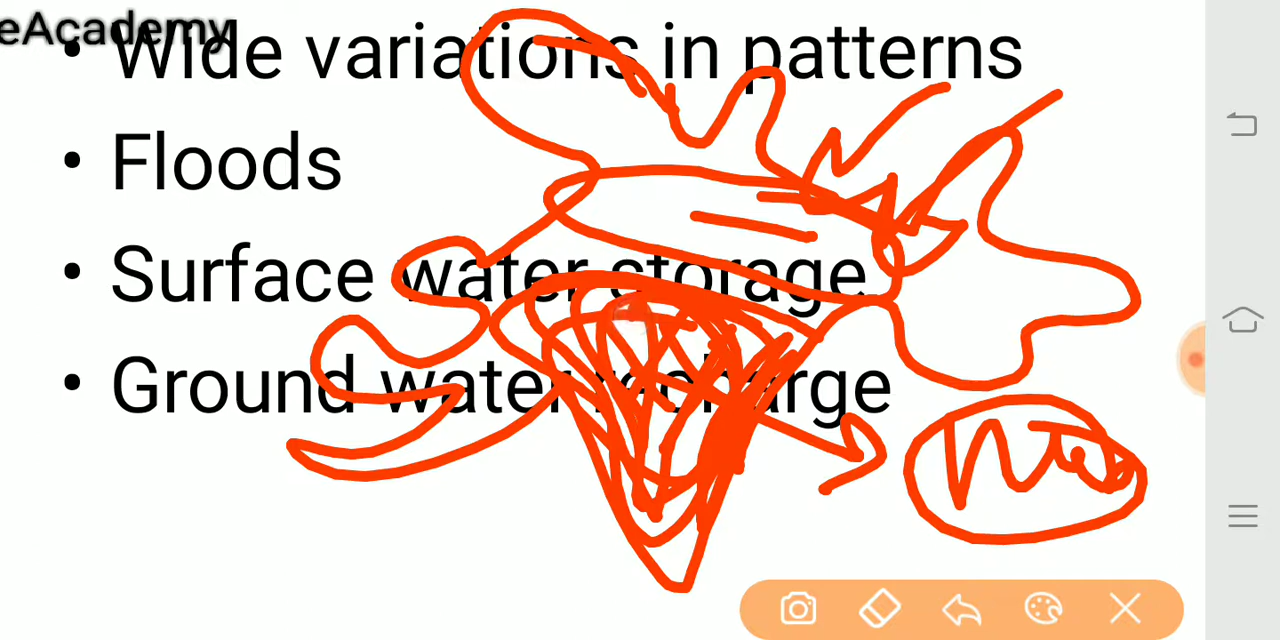 eAcademy
• Wide variations in patterns
• Floods
• Surface water storage
• Ground water recharge